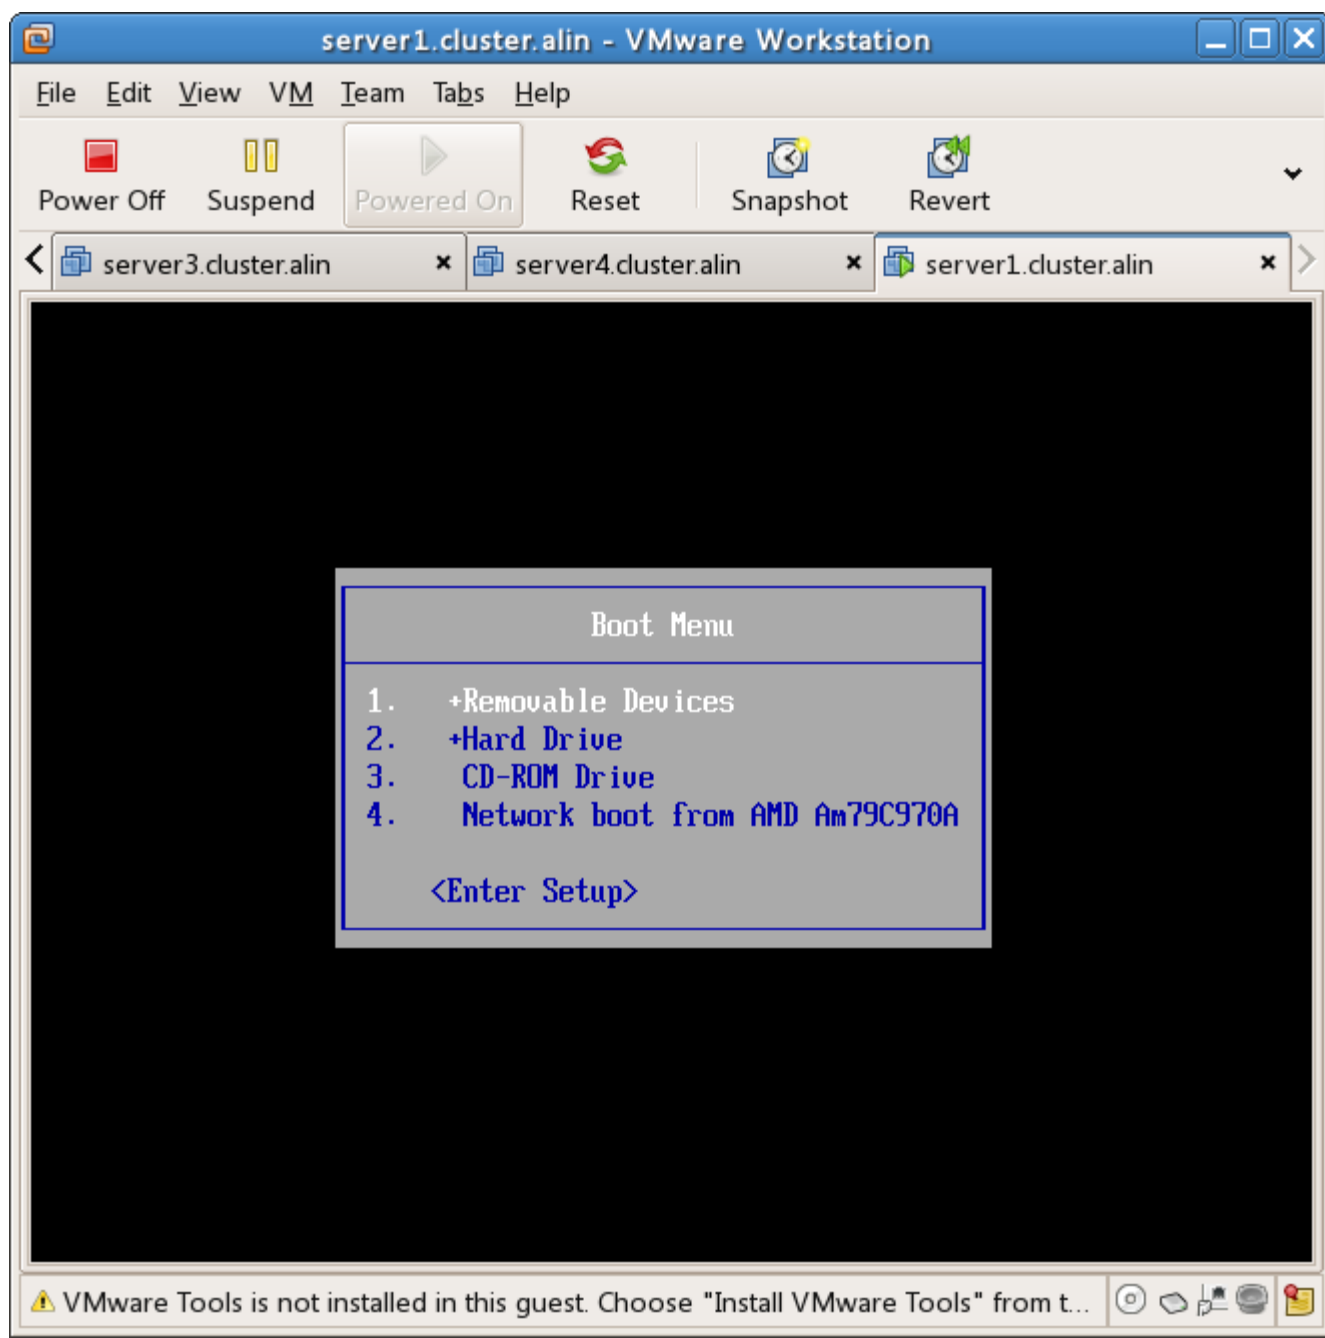 server1.cluster.alin - VMware Workstation
File Edit View VM Team Tabs Help
Power Off Suspend Powered On Reset Snapshot Revert
server3.cluster.alin server4.cluster.alin server1.cluster.alin
Boot Menu
1. +Removable Devices
2. +Hard Drive
3. CD-ROM Drive
4. Network boot from AMD Am79C970A
<Enter Setup>
VMware Tools is not installed in this guest. Choose "Install VMware Tools" from t...